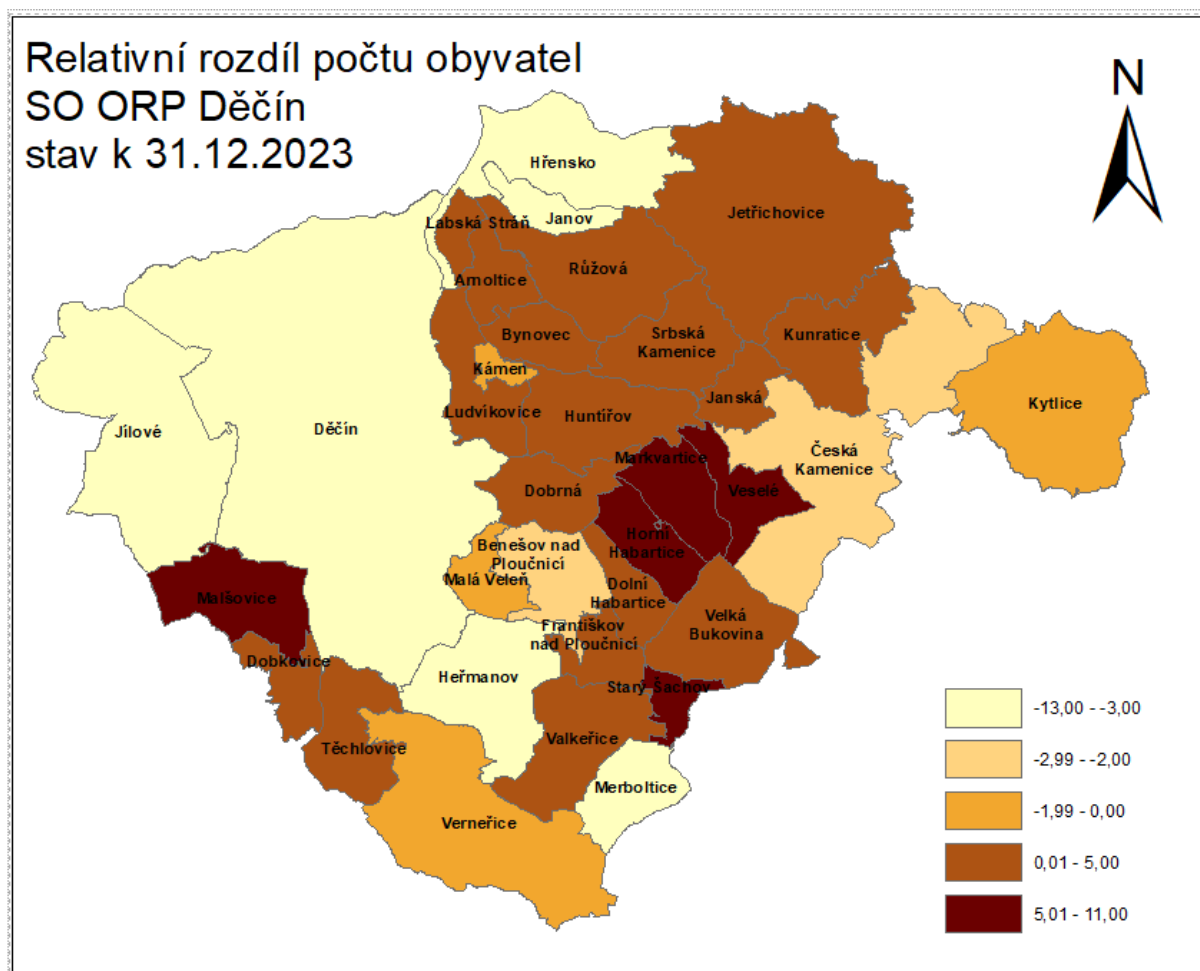 Relativní rozdíl počtu obyvatel
SO ORP Děčín
stav k 31.12.2023
N
Hřensko
Janov
Jetřichovice
Labská Stráň
Růžová
Arnoltice
Bynovec
Srbská
Kamenice
Kunratice
Kámen
Janská
Kytlice
Ludvíkovice
Huntířov
Jílové
Děčín
Česká
Kamenice
Markvartice
Dobrná
Veselé
Horní
Habartice
Benešov nad
Ploučnicí
Malá Veleň
Dolní
Habartice
Malšovice
Velká
Bukovina
Františkov
nad Ploučnicí
Dobkovice
Heřmanov
Starý Šachov
Těchlovice
Valkeřice
Merboltice
Verneřice
-13,00 - -3,00
-2,99 - -2,00
-1,99 - 0,00
0,01 - 5,00
5,01 - 11,00